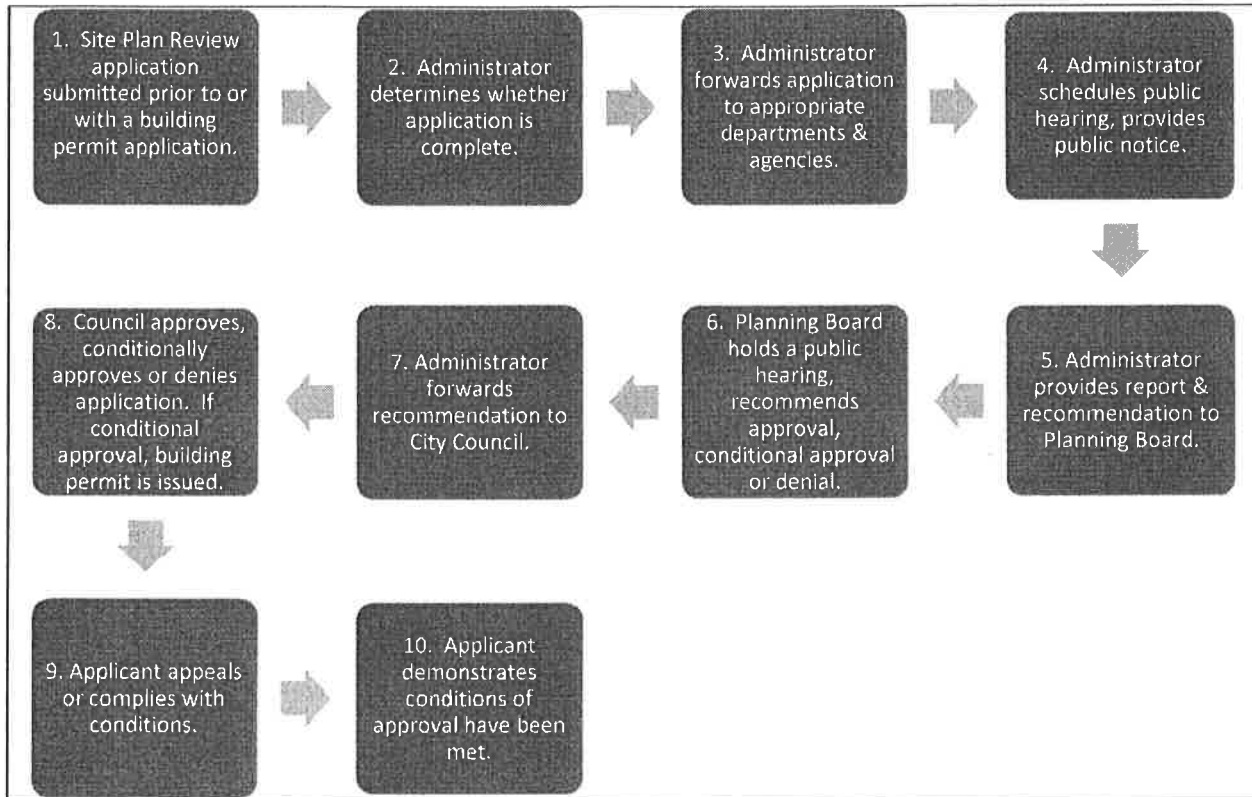 1. Site Plan Review
application
submitted prior to or
with a building
permit application.
2. Administrator
determines whether
application is
complete.
3. Administrator
forwards application
to appropriate
departments &
agencies.
4. Administrator
schedules public
hearing, provides
public notice.
5. Administrator
provides report &
recommendation to
Planning Board.
6. Planning Board
holds a public
hearing,
recommends
approval,
conditional approval
or denial.
7. Administrator
forwards
recommendation to
City Council.
8. Council approves,
conditionally
approves or denies
application. If
conditional
approval, building
permit is issued.
9. Applicant appeals
or complies with
conditions.
10. Applicant
demonstrates
conditions of
approval have been
met.